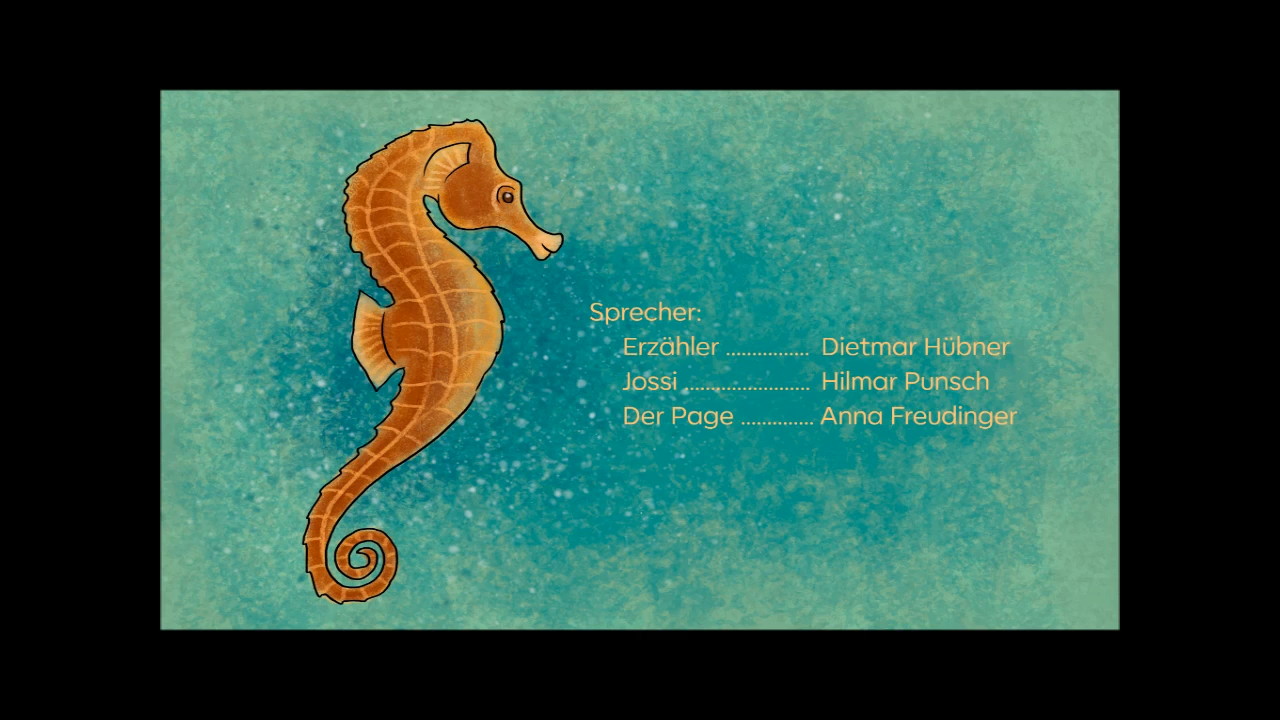 Sprecher:
Erzähler ................ Dietmar Hübner
Jossi ........................ Hilmar Punsch
Der Page .............. Anna Freudinger